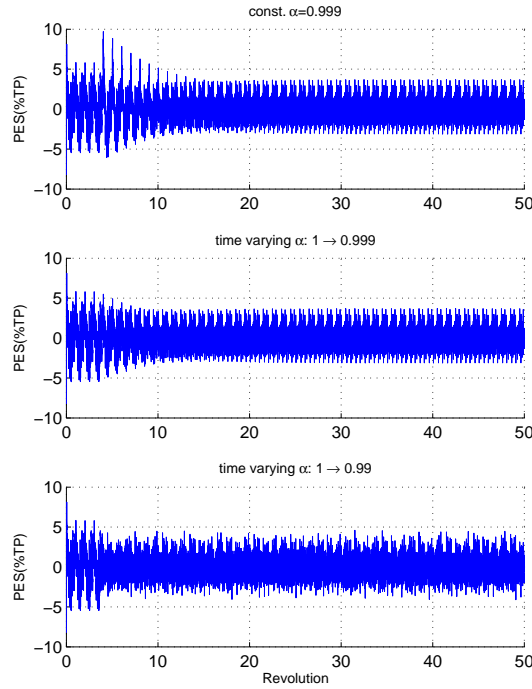 const. α=0.999
10
5
0
−5
−10
PES(%TP)
0 10 20 30 40 50
time varying α: 1 → 0.999
10
5
0
−5
−10
PES(%TP)
0 10 20 30 40 50
time varying α: 1 → 0.99
10
5
0
−5
−10
PES(%TP)
0 10 20 30 40 50
Revolution